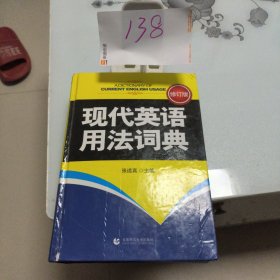 138
A DICTIONARY OF
CURRENT ENGLISH USAGE
现代英语
修订版
用法词典
张道真 主编